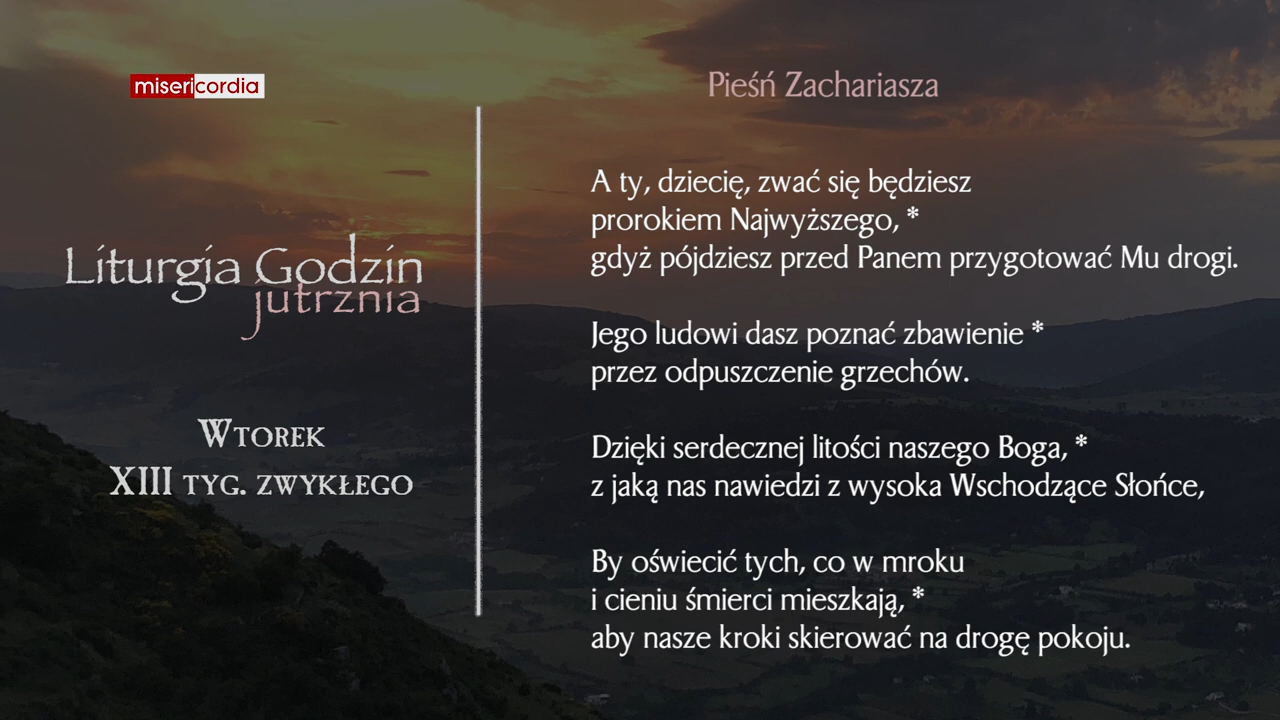 misericordia
Liturgia Godzin
jutrznia
Wtorek
XIII tyg. zwykłego
Pieśń Zachariasza
A ty, dziecię, zwać się będziesz
prorokiem Najwyższego, *
gdyż pójdziesz przed Panem przygotować Mu drogi.
Jego ludowi dasz poznać zbawienie *
przez odpuszczenie grzechów.
Dzięki serdecznej litości naszego Boga, *
z jaką nas nawiedzi z wysoka Wschodzące Słońce,
By oświecić tych, co w mroku
i cieniu śmierci mieszkają, *
aby nasze kroki skierować na drogę pokoju.